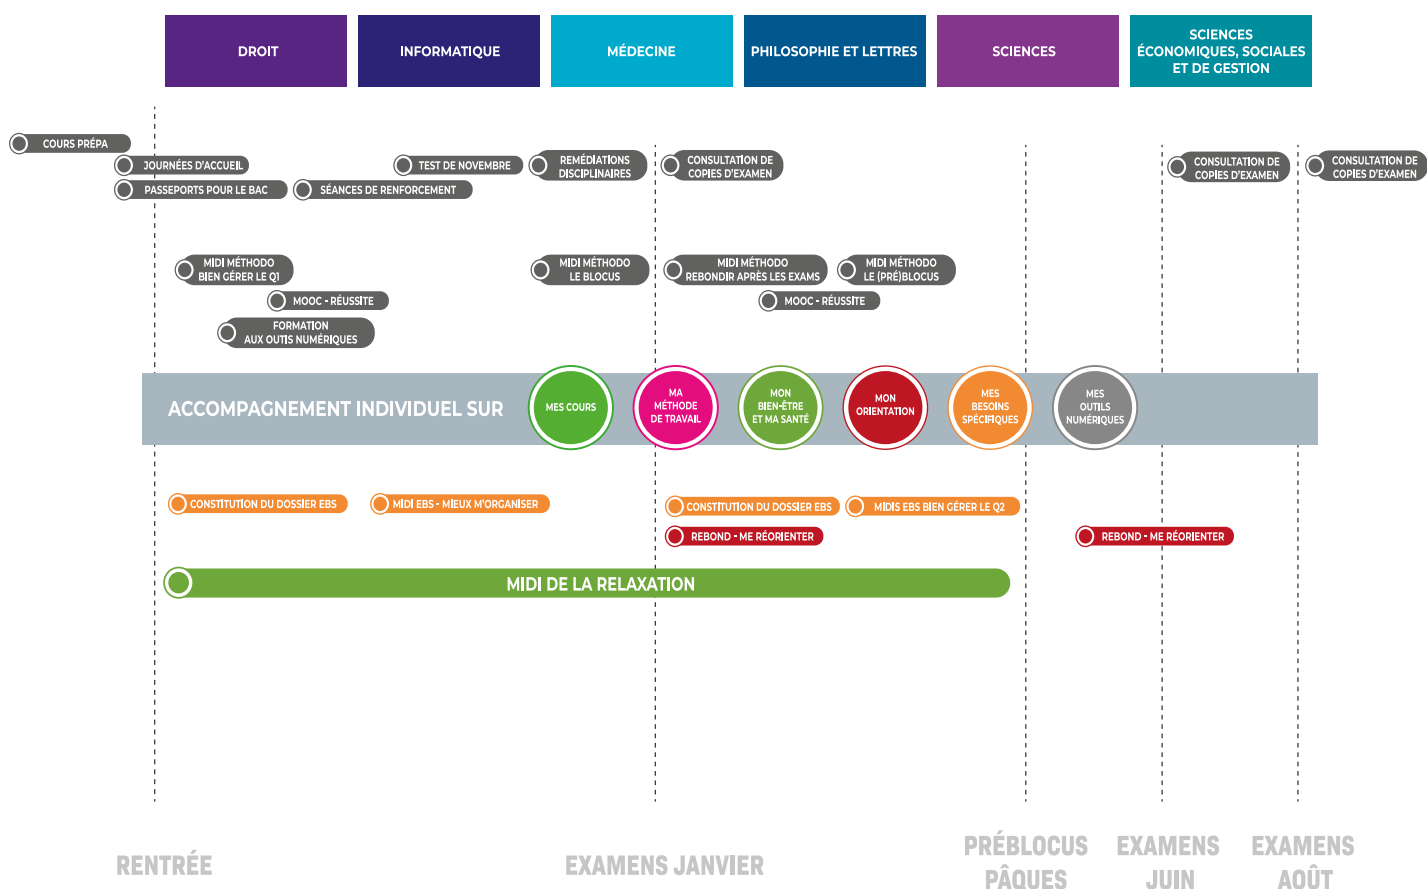 DROIT
INFORMATIQUE
MÉDECINE
PHILOSOPHIE ET LETTRES
SCIENCES
SCIENCES
ÉCONOMIQUES, SOCIALES
ET DE GESTION
COURS PRÉPA
JOURNÉES D'ACCUEIL
TEST DE NOVEMBRE
REMÉDIATIONS
DISCIPLINAIRES
CONSULTATION DE
COPIES D'EXAMEN
CONSULTATION DE
COPIES D'EXAMEN
CONSULTATION DE
COPIES D'EXAMEN
PASSEPORTS POUR LE BAC
SÉANCES DE RENFORCEMENT
MIDI MÉTHODO
BIEN GÉRER LE Q1
MIDI MÉTHODO
LE BLOCUS
MIDI MÉTHODO
REBONDIR APRÈS LES EXAMS
MIDI MÉTHODO
LE (PRÉ)BLOCUS
MOOC - RÉUSSITE
MOOC - RÉUSSITE
FORMATION
AUX OUTIS NUMÉRIQUES
ACCOMPAGNEMENT INDIVIDUEL SUR
MES COURS
MA
MÉTHODE
DE TRAVAIL
MON
BIEN-ÊTRE
ET MA SANTÉ
MON
ORIENTATION
MES
BESOINS
SPÉCIFIQUES
MES
OUTILS
NUMÉRIQUES
CONSTITUTION DU DOSSIER EBS
MIDI EBS - MIEUX M'ORGANISER
CONSTITUTION DU DOSSIER EBS
MIDIS EBS BIEN GÉRER LE Q2
REBOND - ME RÉORIENTER
REBOND - ME RÉORIENTER
MIDI DE LA RELAXATION
RENTRÉE
EXAMENS JANVIER
PRÉBLOCUS
PÂQUES
EXAMENS
JUIN
EXAMENS
AOÛT